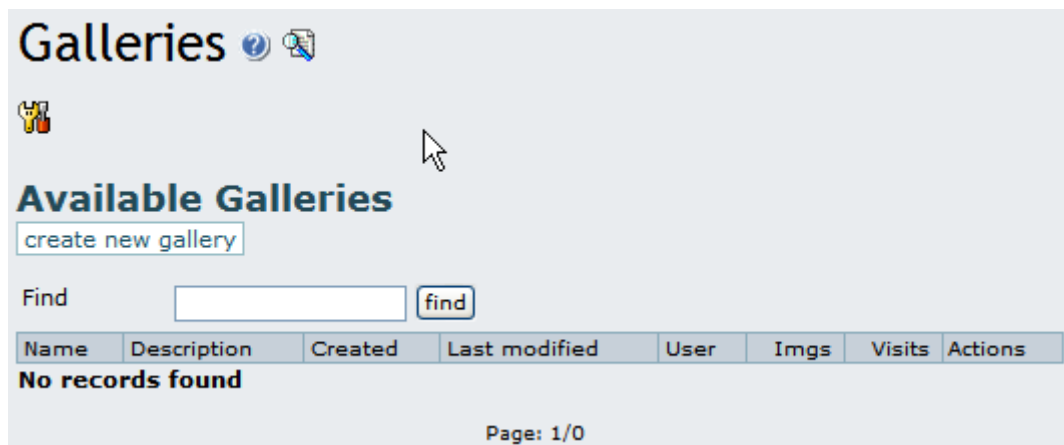 Galleries
Available Galleries
create new gallery
Find find
Name Description Created Last modified User Imgs Visits Actions
No records found
Page: 1/0